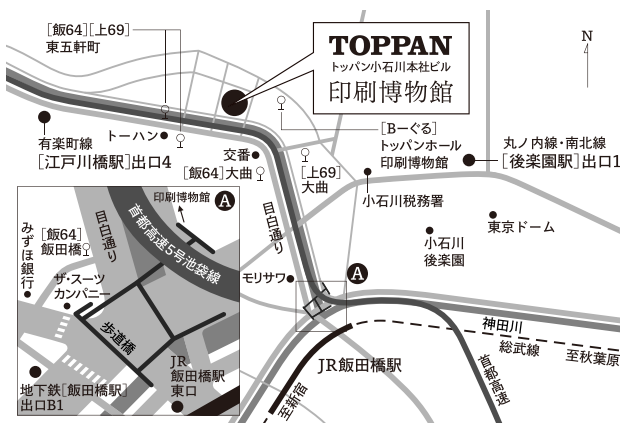 [飯64][上69]
東五軒町
TOPPAN
トッパン小石川本社ビル
印刷博物館
N
有楽町線
[江戸川橋駅]出口4
トーハン
交番
[飯64]大曲
[上69]
大曲
[Bーぐる]
トッパンホール
印刷博物館
丸ノ内線・南北線
[後楽園駅]出口1
小石川税務署
東京ドーム
小石川
後楽園
目白通り
モリサワ
A
神田川
総武線
至秋葉原
首都高速
JR飯田橋駅
至新宿
印刷博物館
A
首都高速5号池袋線
目白通り
みずほ銀行
[飯64]
飯田橋
ザ・スーツ
カンパニー
歩道橋
JR
飯田橋駅
東口
地下鉄[飯田橋駅]
出口B1